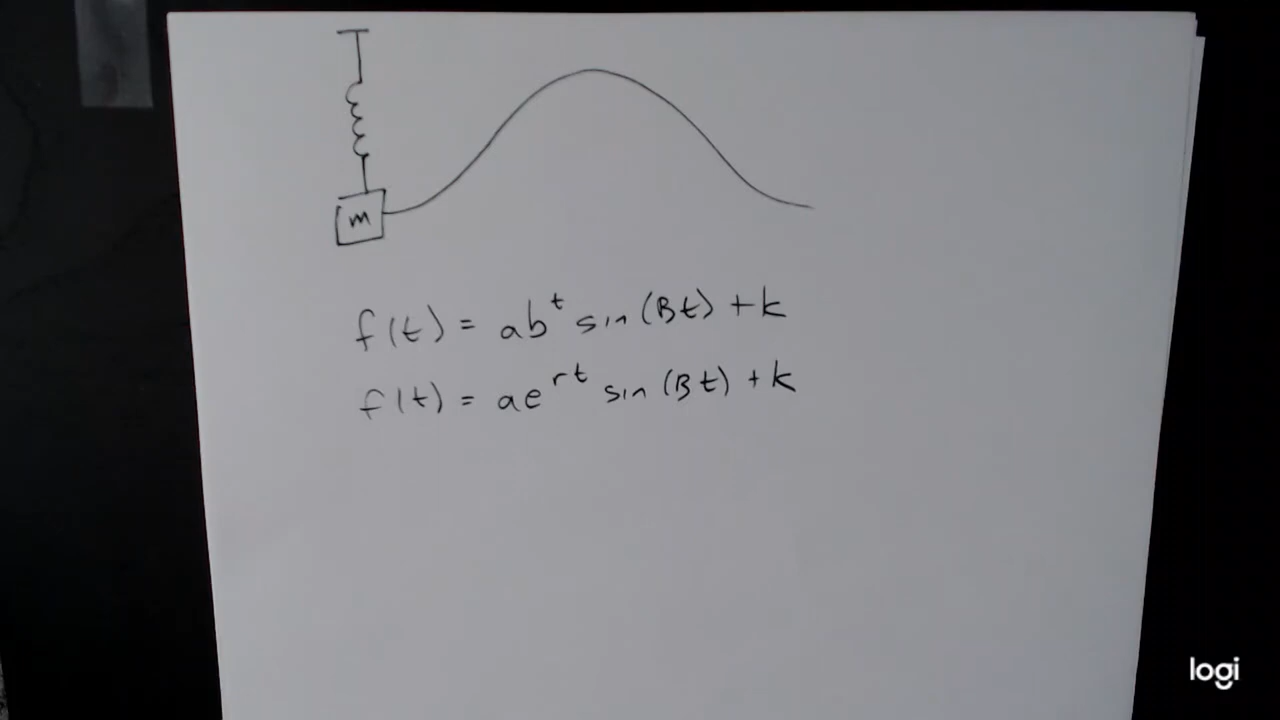 m
f(t) = ab^t sin(Bt) + k
f(t) = ae^rt sin(Bt) + k
logi